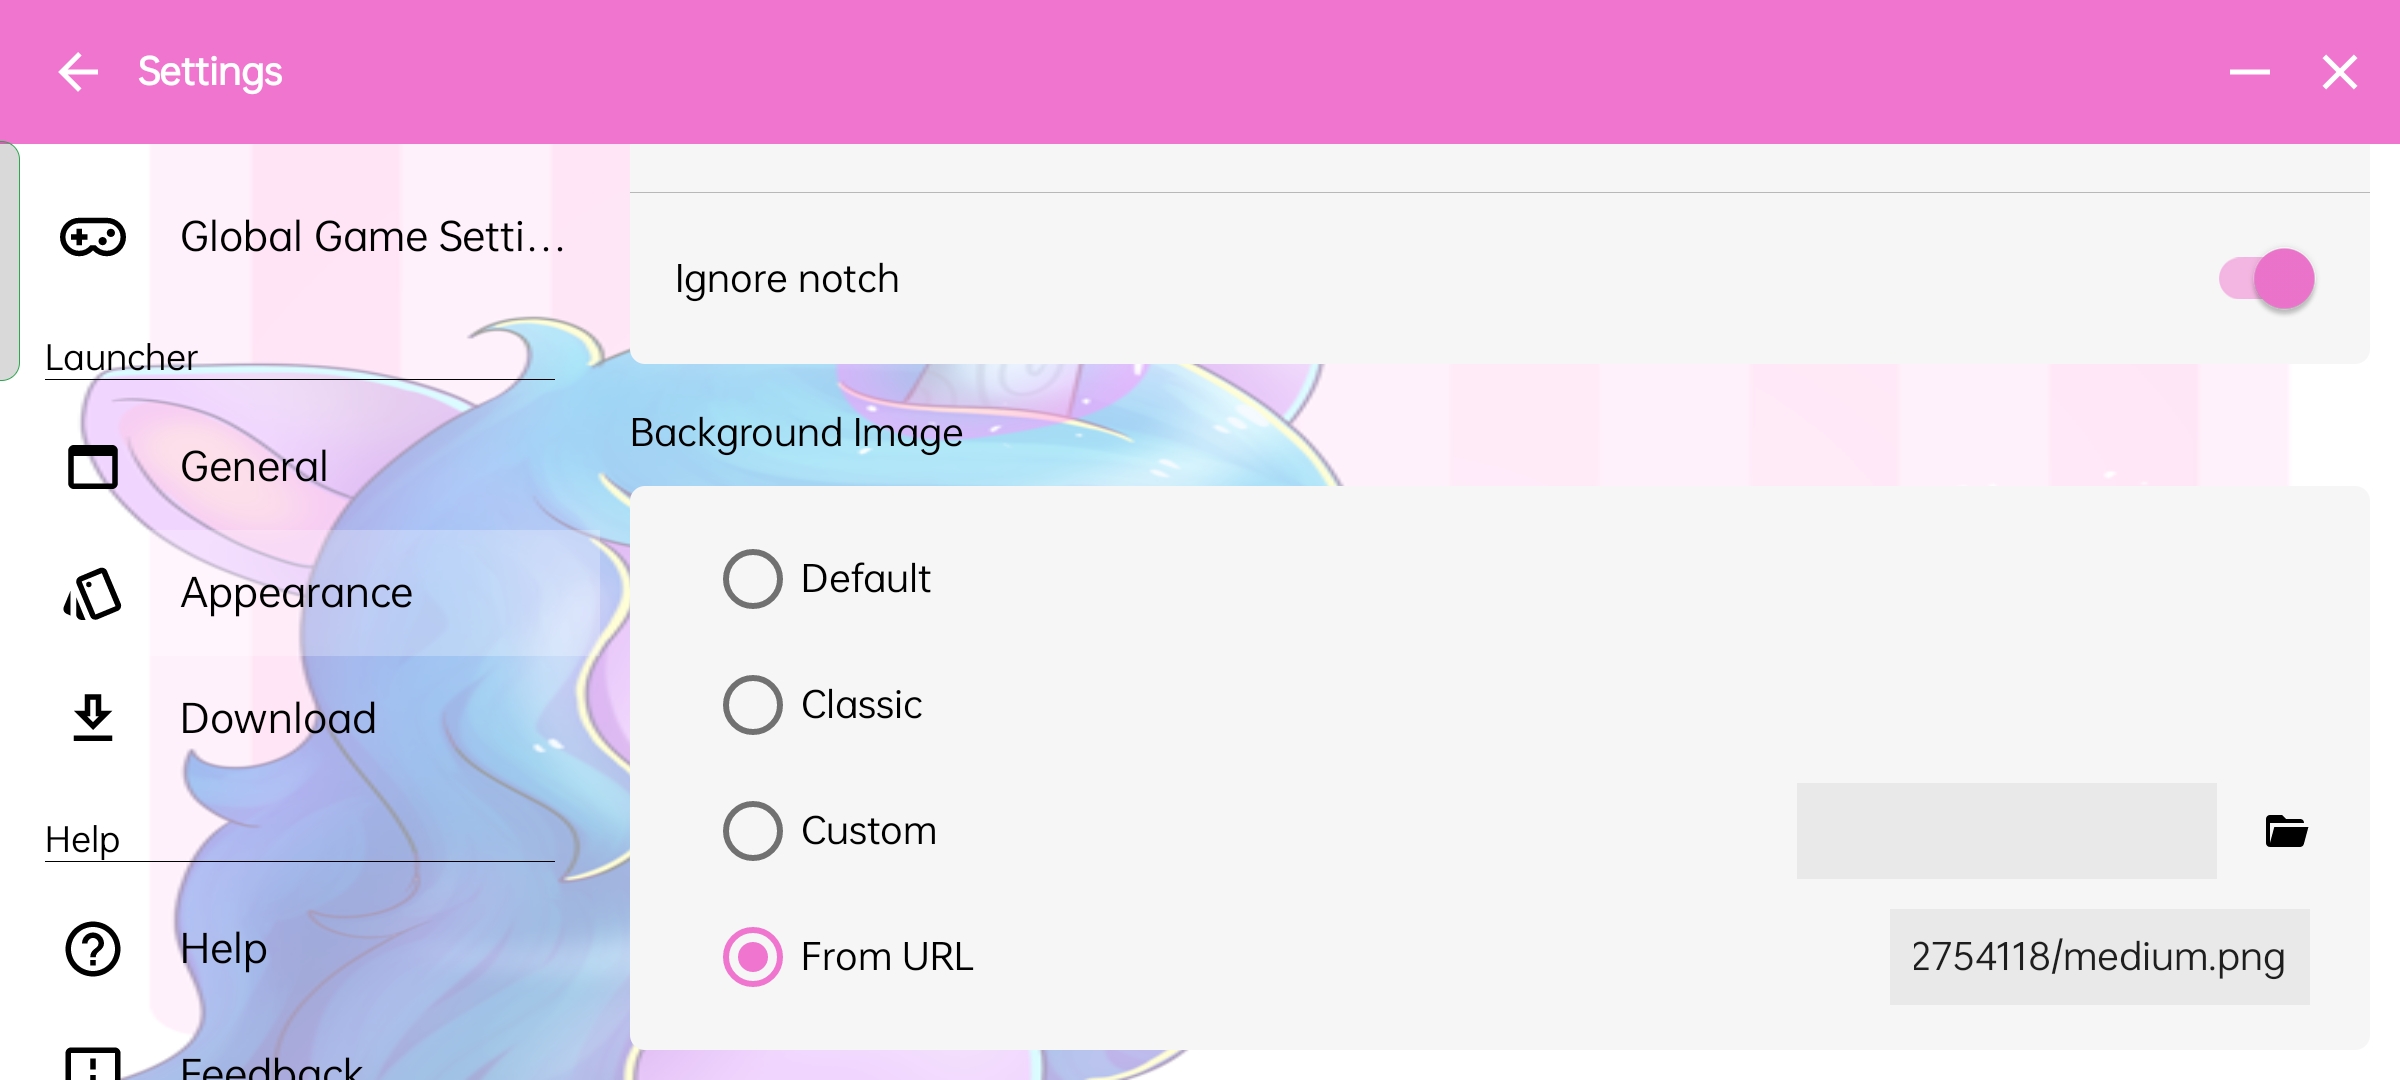 Settings
Global Game Setti...
Launcher
General
Appearance
Download
Help
Help
Feedback
Ignore notch
Background Image
Default
Classic
Custom
From URL
2754118/medium.png